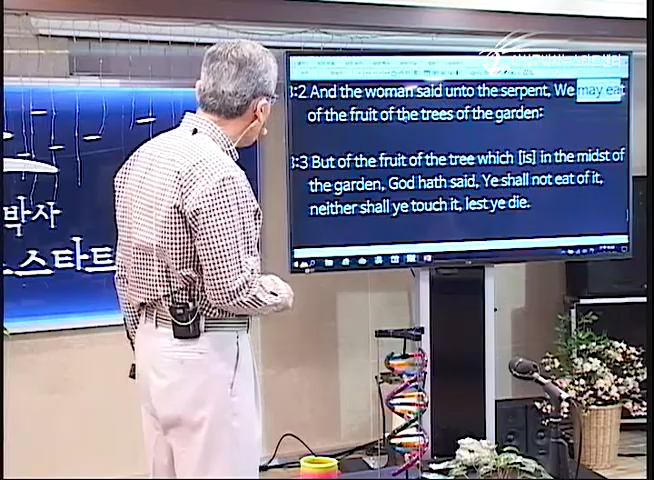 3:2 And the woman said unto the serpent, We may eat
of the fruit of the trees of the garden:
3:3 But of the fruit of the tree which [is] in the midst of
the garden, God hath said, Ye shall not eat of it,
neither shall ye touch it, lest ye die.
박사
스타트